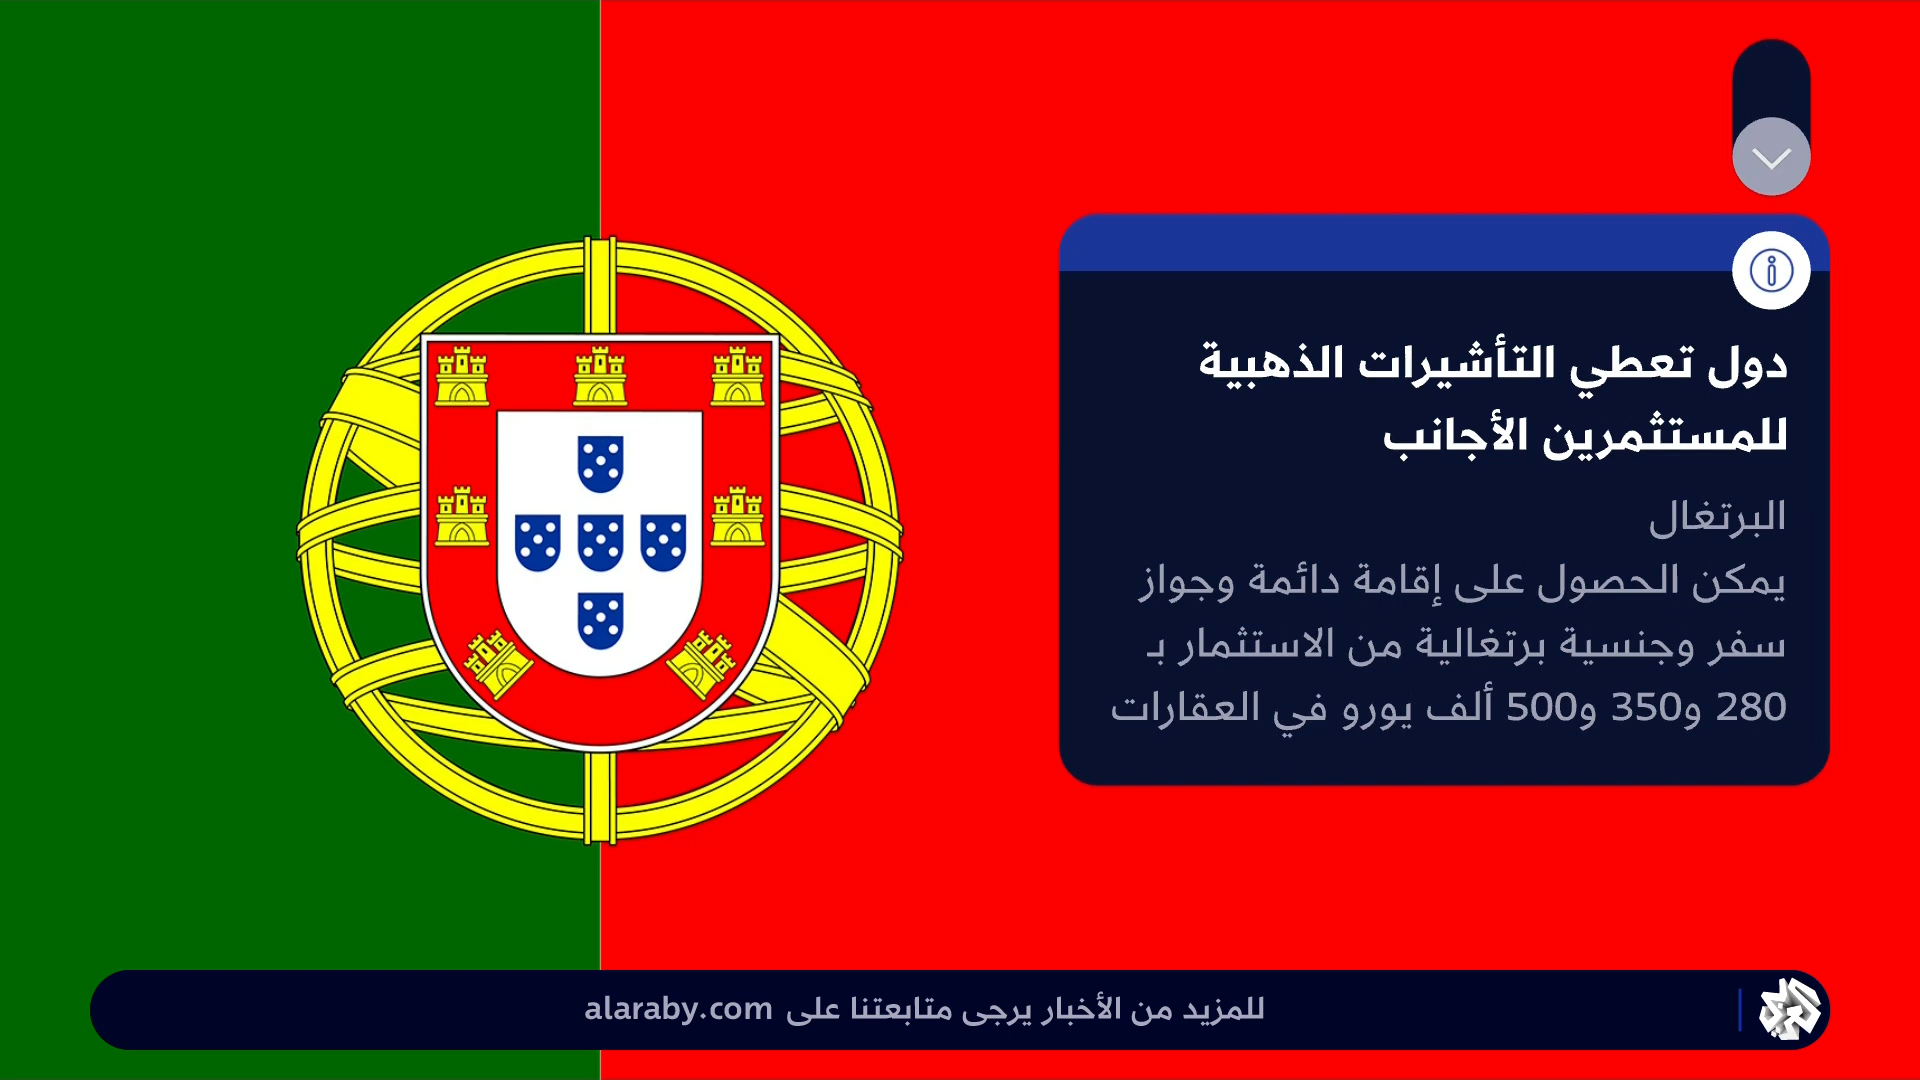 دول تعطي التأشيرات الذهبية
للمستثمرين الأجانب
البرتغال
يمكن الحصول على إقامة دائمة وجواز
سفر وجنسية برتغالية من الاستثمار بـ
280 و350 و500 ألف يورو في العقارات
للمزيد من الأخبار يرجى متابعتنا على alaraby.com